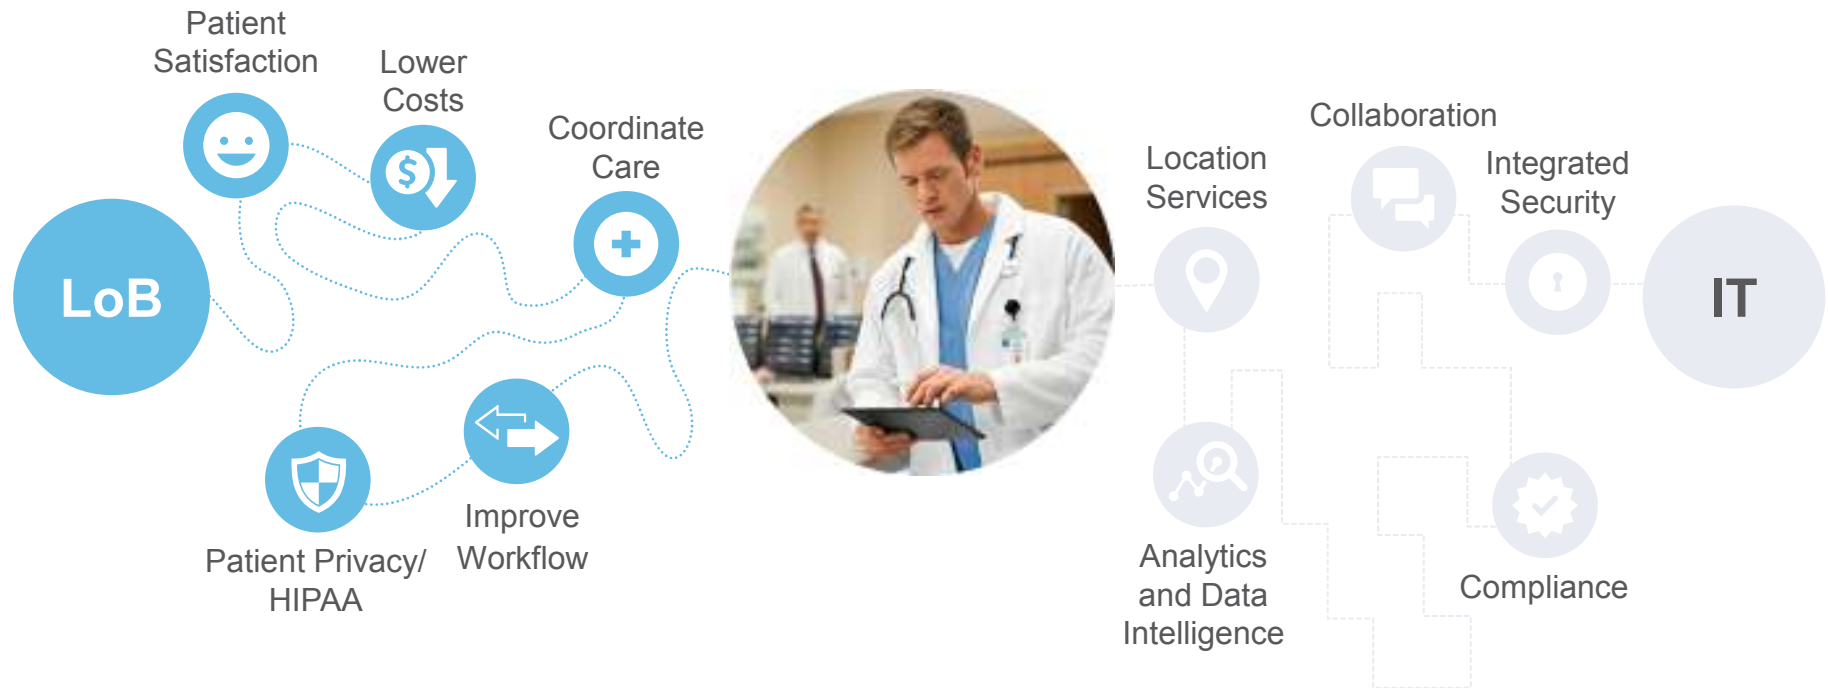 Patient
Satisfaction
Lower
Costs
Coordinate
Care
LoB
$
Patient Privacy/
HIPAA
Improve
Workflow
Location
Services
Collaboration
Integrated
Security
IT
Analytics
and Data
Intelligence
Compliance